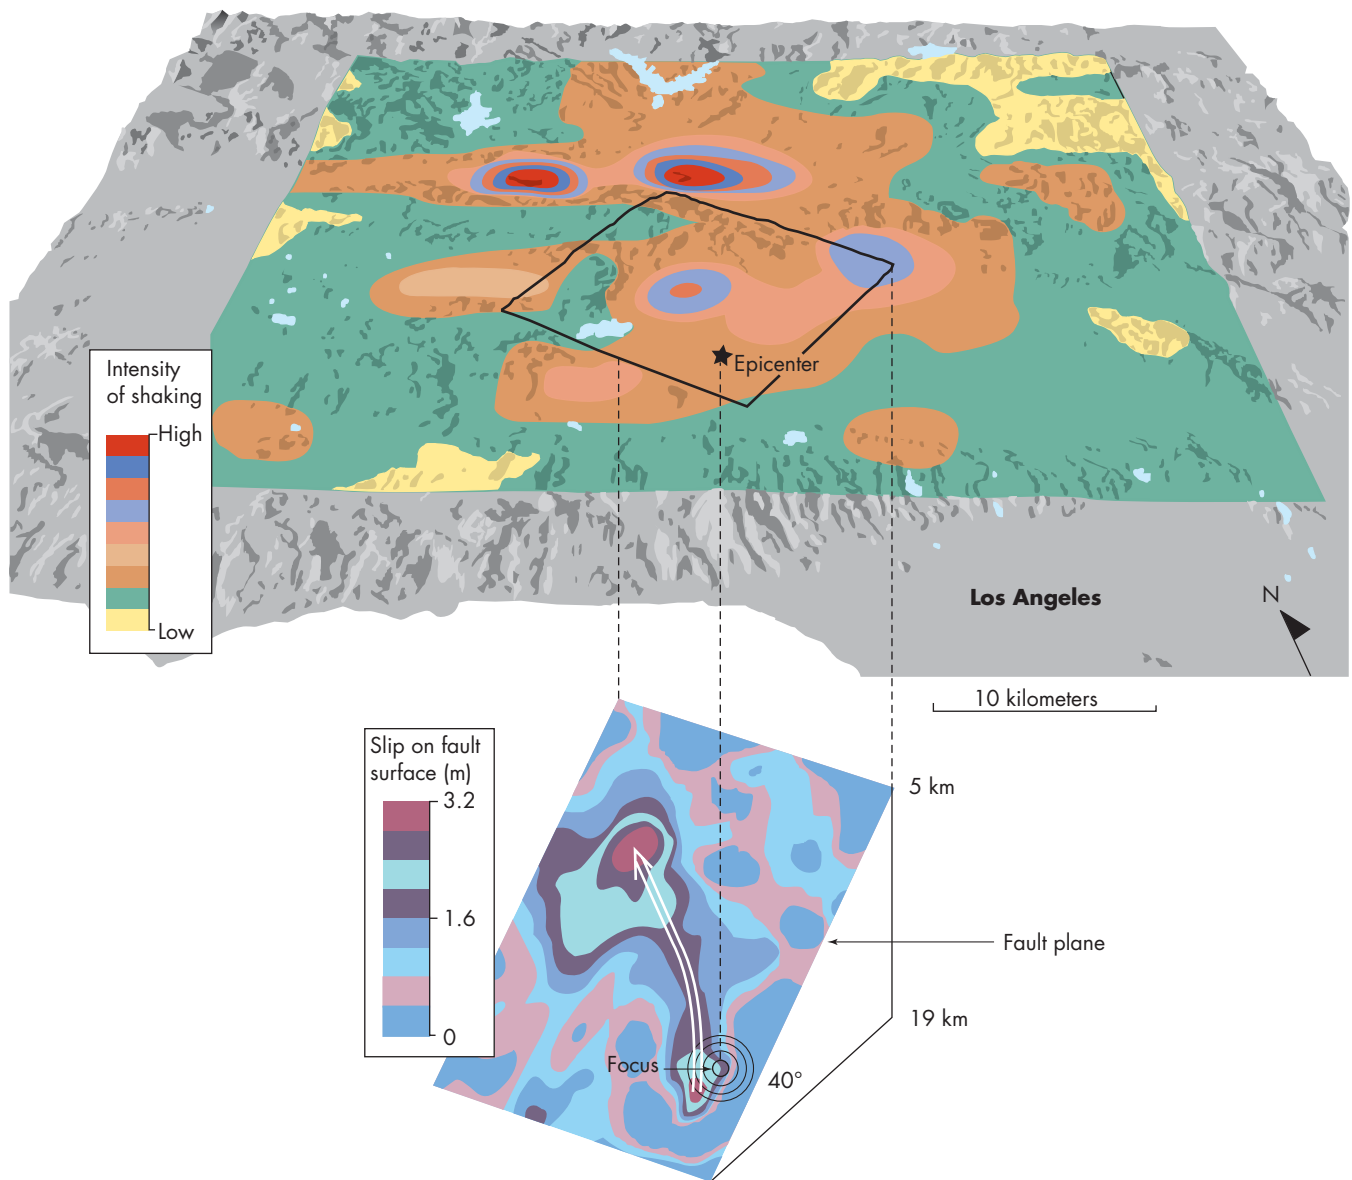 Epicenter
Intensity
of shaking
High
Low
Los Angeles
N
10 kilometers
Slip on fault
surface (m)
3.2
1.6
0
5 km
Fault plane
19 km
Focus
40°